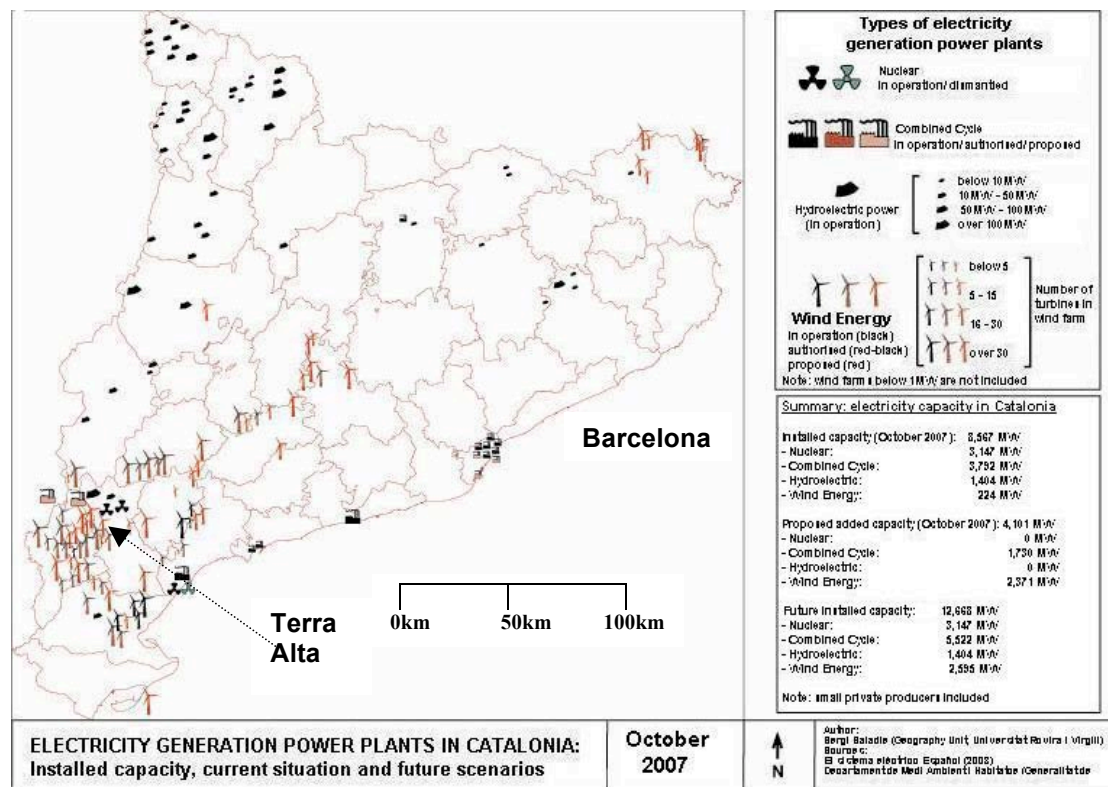 Types of electricity
generation power plants
Nuclear
In operation/dismantled
Combined Cycle
In operation/authorised/proposed
Hydroelectric power
(in operation)
below 10 MW
10 MW - 50 MW
50 MW - 100 MW
over 100 MW
Wind Energy
in operation (black)
authorised (red-black)
proposed (red)
below 5
5 - 15
16 - 30
over 30
Number of
turbines in
wind farm
Note: wind farms below 1MW are not included
Summary: electricity capacity in Catalonia
Installed capacity (October 2007): 8,567 MW
- Nuclear: 3,147 MW
- Combined Cycle: 3,792 MW
- Hydroelectric: 1,404 MW
- Wind Energy: 224 MW
Proposed added capacity (October 2007): 4,101 MW
- Nuclear: 0 MW
- Combined Cycle: 1,730 MW
- Hydroelectric: 0 MW
- Wind Energy: 2,371 MW
Future installed capacity: 12,668 MW
- Nuclear: 3,147 MW
- Combined Cycle: 5,522 MW
- Hydroelectric: 1,404 MW
- Wind Energy: 2,595 MW
Note: small private producers included
Barcelona
Terra
Alta
0km 50km 100km
ELECTRICITY GENERATION POWER PLANTS IN CATALONIA:
Installed capacity, current situation and future scenarios
October
2007
N
Author:
(Geography Unit, Universitat Rovira i Virgili)
Sources:
El sistema eléctrico Español (2008)
Departament de Medi Ambient i Habitatge (Generalitat de